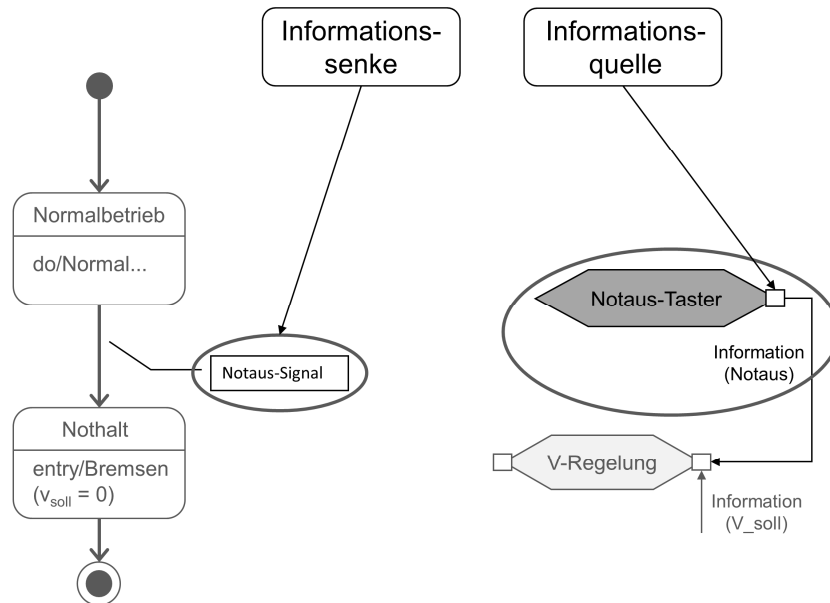 Informations-
senke
Informations-
quelle
Normalbetrieb
do/Normal...
Notaus-Taster
Information
(Notaus)
Notaus-Signal
Nothalt
entry/Bremsen
(v_soll = 0)
V-Regelung
Information
(V_soll)